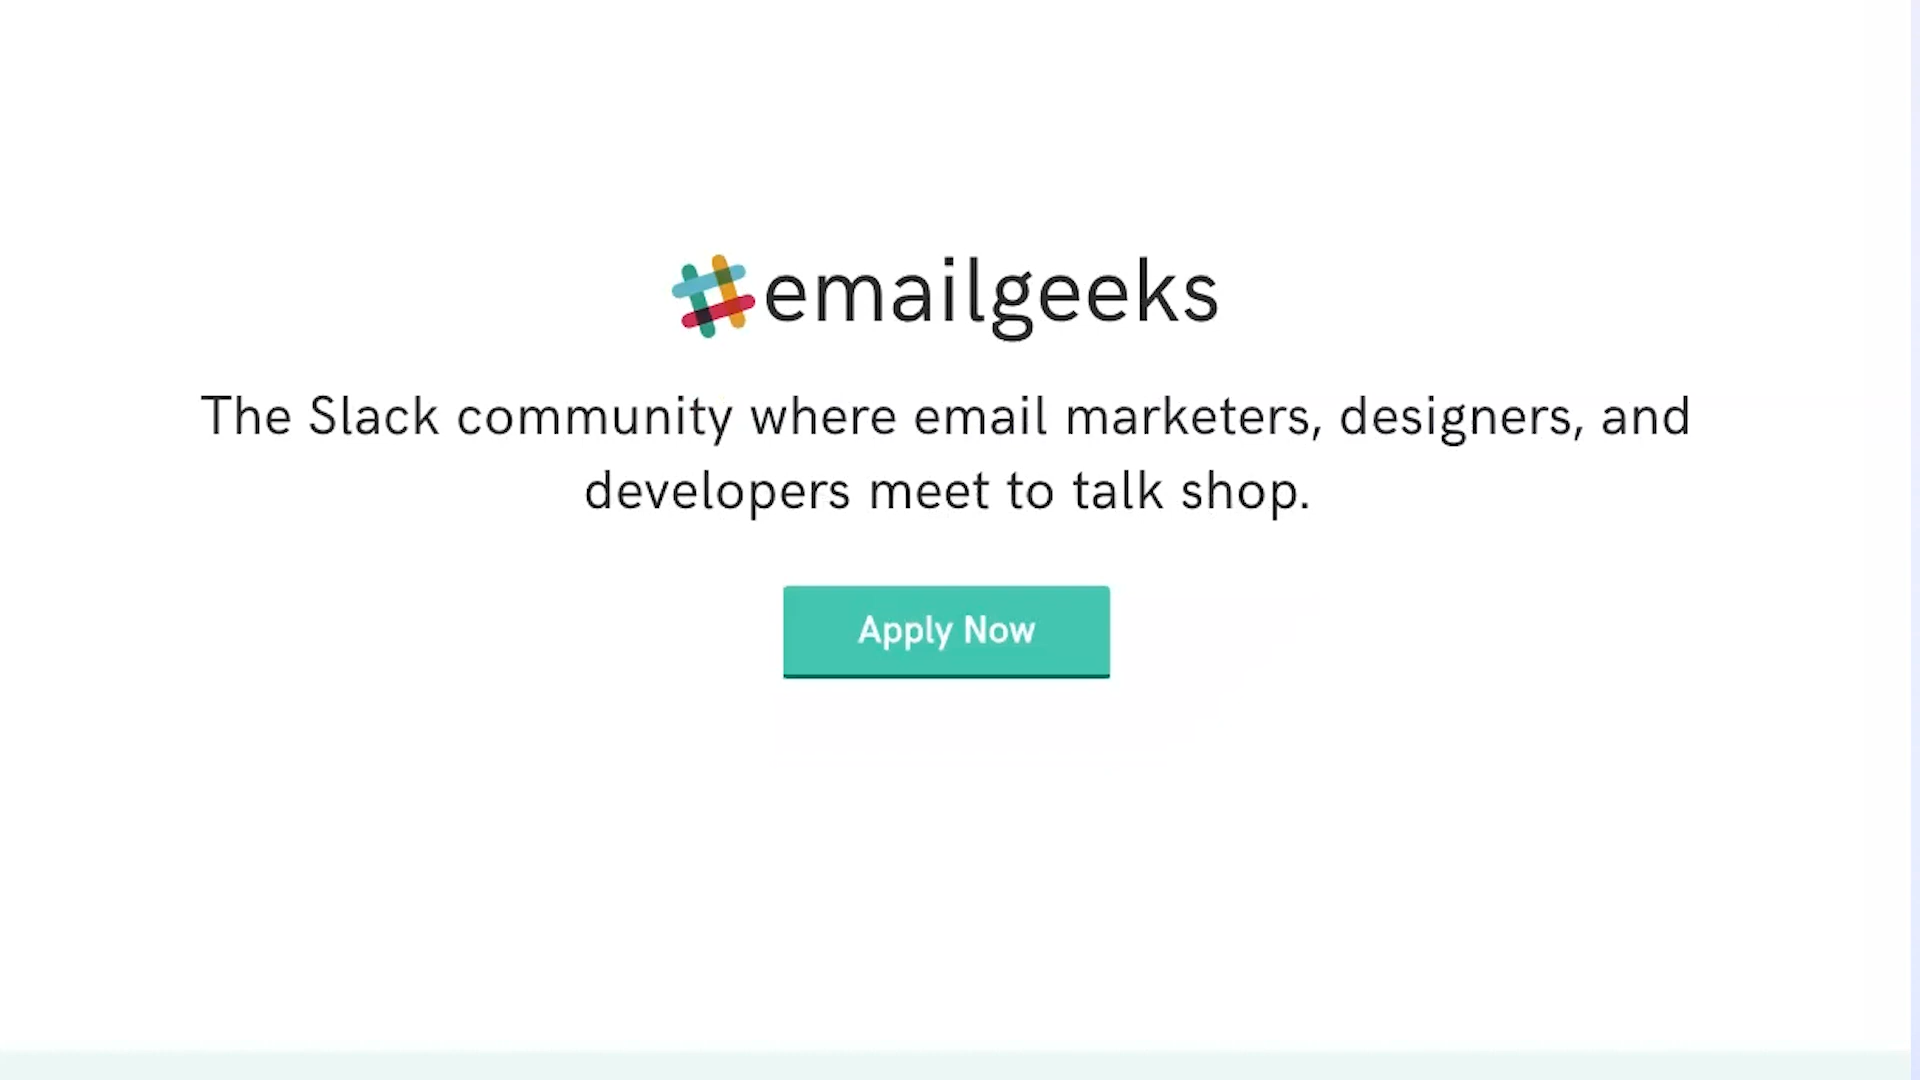 #emailgeeks
The Slack community where email marketers, designers, and
developers meet to talk shop.
Apply Now